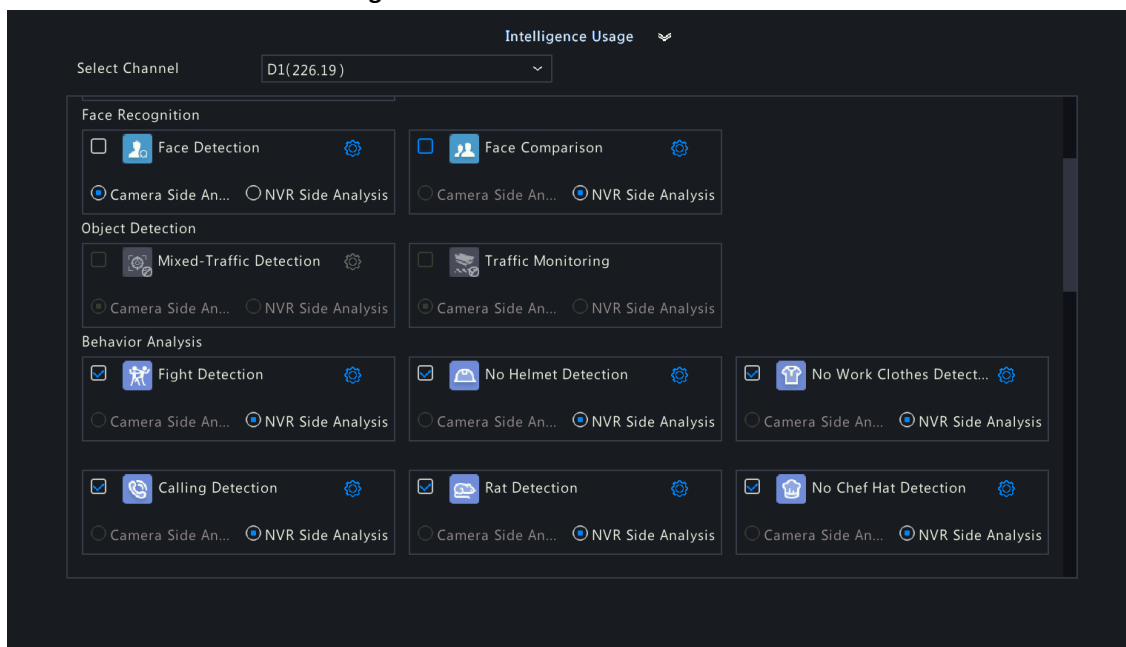 Intelligence Usage
Select Channel D1(226.19)
Face Recognition
Face Detection Face Comparison
Camera Side An... NVR Side Analysis Camera Side An... NVR Side Analysis
Object Detection
Mixed-Traffic Detection Traffic Monitoring
Camera Side An... NVR Side Analysis Camera Side An... NVR Side Analysis
Behavior Analysis
Fight Detection No Helmet Detection No Work Clothes Detect...
Camera Side An... NVR Side Analysis Camera Side An... NVR Side Analysis Camera Side An... NVR Side Analysis
Calling Detection Rat Detection No Chef Hat Detection
Camera Side An... NVR Side Analysis Camera Side An... NVR Side Analysis Camera Side An... NVR Side Analysis